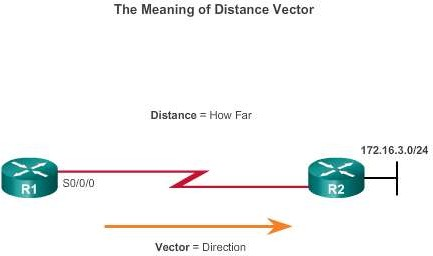 The Meaning of Distance Vector
Distance = How Far
172.16.3.0/24
R1
S0/0/0
R2
Vector = Direction